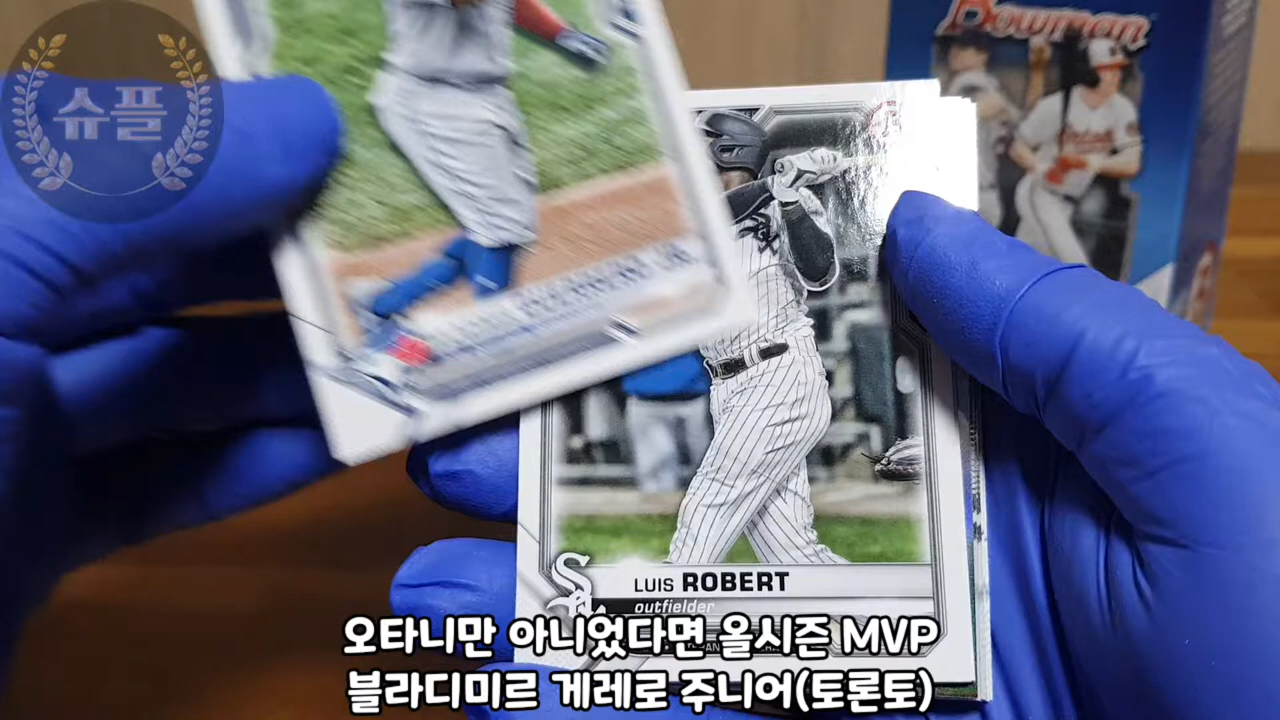 슈플
Bowman
LUIS ROBERT
outfielder
오타니만 아니었다면 올시즌 MVP
블라디미르 게레로 주니어(토론토)